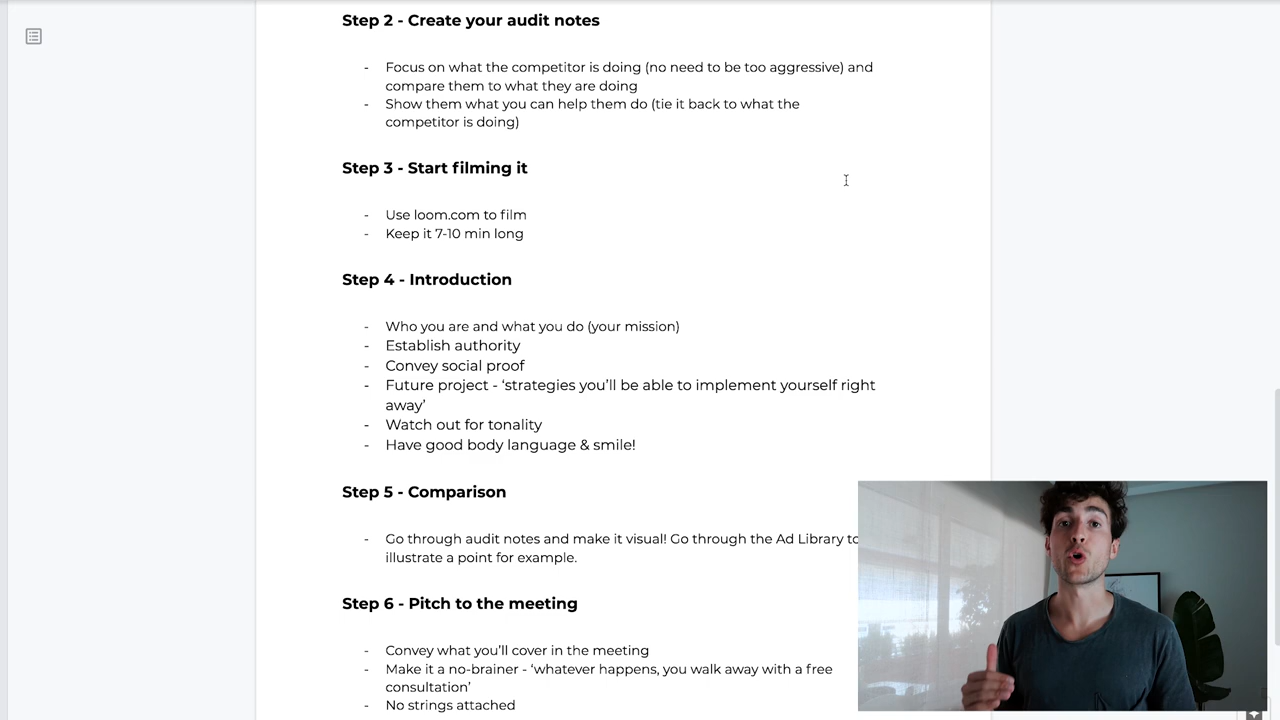 Step 2 - Create your audit notes
- Focus on what the competitor is doing (no need to be too aggressive) and
compare them to what they are doing
- Show them what you can help them do (tie it back to what the
competitor is doing)
Step 3 - Start filming it
- Use loom.com to film
- Keep it 7-10 min long
Step 4 - Introduction
- Who you are and what you do (your mission)
- Establish authority
- Convey social proof
- Future project - ‘strategies you’ll be able to implement yourself right
away’
- Watch out for tonality
- Have good body language & smile!
Step 5 - Comparison
- Go through audit notes and make it visual! Go through the Ad Library to
illustrate a point for example.
Step 6 - Pitch to the meeting
- Convey what you’ll cover in the meeting
- Make it a no-brainer - ‘whatever happens, you walk away with a free
consultation’
- No strings attached